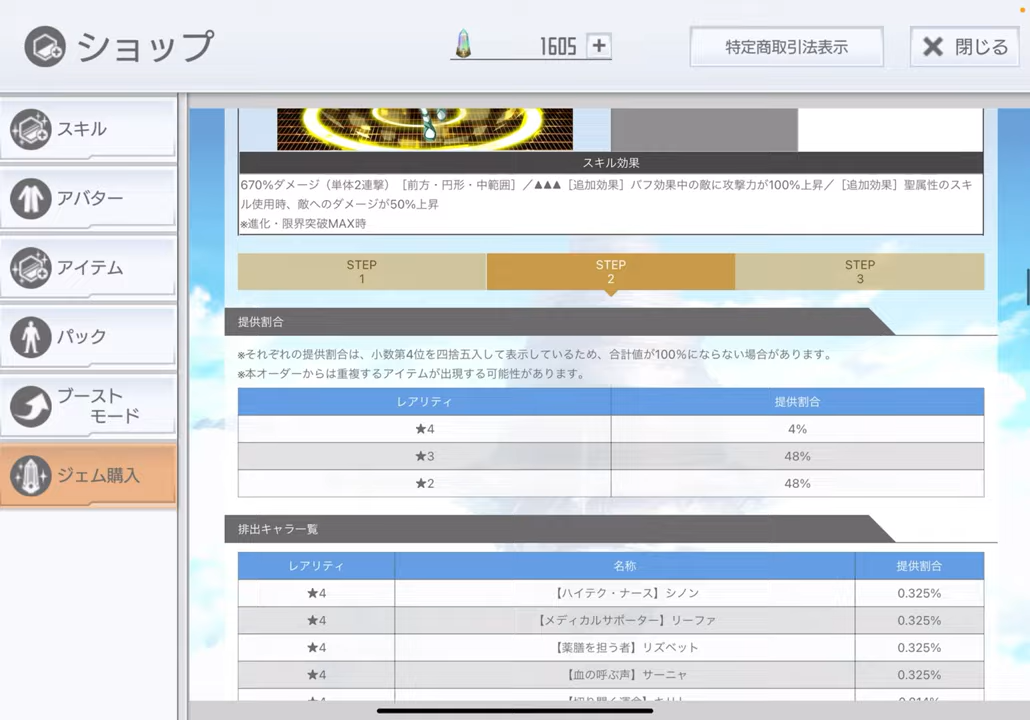 ショップ
1605
特定商取引法表示
閉じる
スキル
アバター
アイテム
パック
ブースト
モード
ジェム購入
スキル効果
670%ダメージ（単体2連撃）［前方・円形・中範囲］／▲▲▲［追加効果］バフ効果中の敵に攻撃力が100%上昇／［追加効果］聖属性のスキ
ル使用時、敵へのダメージが50%上昇
※進化・限界突破MAX時
STEP
1
STEP
2
STEP
3
提供割合
※それぞれの提供割合は、小数第4位を四捨五入して表示しているため、合計値が100%にならない場合があります。
※本オーダーからは重複するアイテムが出現する可能性があります。
レアリティ 提供割合
★4 4%
★3 48%
★2 48%
排出キャラ一覧
レアリティ 名称 提供割合
★4 【ハイテク・ナース】シノン 0.325%
★4 【メディカルサポーター】リーファ 0.325%
★4 【薬膳を担う者】リズベット 0.325%
★4 【血の呼ぶ声】サーニャ 0.325%